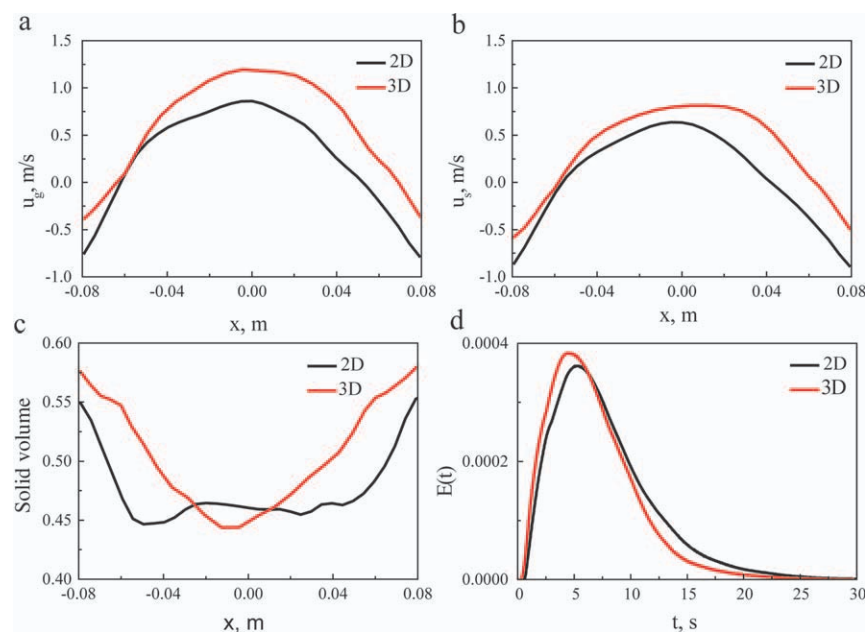 a
1.5
1.0
0.5
0.0
-0.5
-1.0
u_g, m/s
2D
3D
-0.08 -0.04 0.00 0.04 0.08
x, m
b
1.5
1.0
0.5
0.0
-0.5
-1.0
u_s, m/s
2D
3D
-0.08 -0.04 0.00 0.04 0.08
x, m
c
0.60
0.55
0.50
0.45
0.40
Solid volume
2D
3D
-0.08 -0.04 0.00 0.04 0.08
x, m
d
0.0004
0.0002
0.0000
E(t)
2D
3D
0 5 10 15 20 25 30
t, s